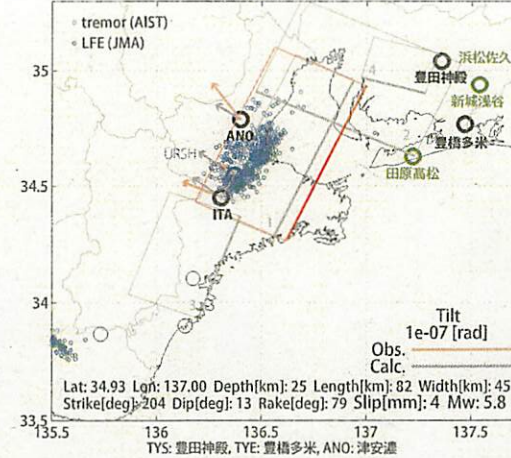 tremor (AIST)
LFE (JMA)
35
34.5
34
33.5
135.5
136
136.5
137
137.5
浜松佐久
豊田神殿
新城浅谷
豊橋多米
田原高松
ANO
URSH
ITA
4
2
1
3
Tilt
1e-07 [rad]
Obs.
Calc.
Lat: 34.93 Lon: 137.00 Depth[km]: 25 Length[km]: 82 Width[km]: 45
Strike[deg]: 204 Dip[deg]: 13 Rake[deg]: 79 Slip[mm]: 4 Mw: 5.8
TYS: 豊田神殿, TYE: 豊橋多米, ANO: 津安濃